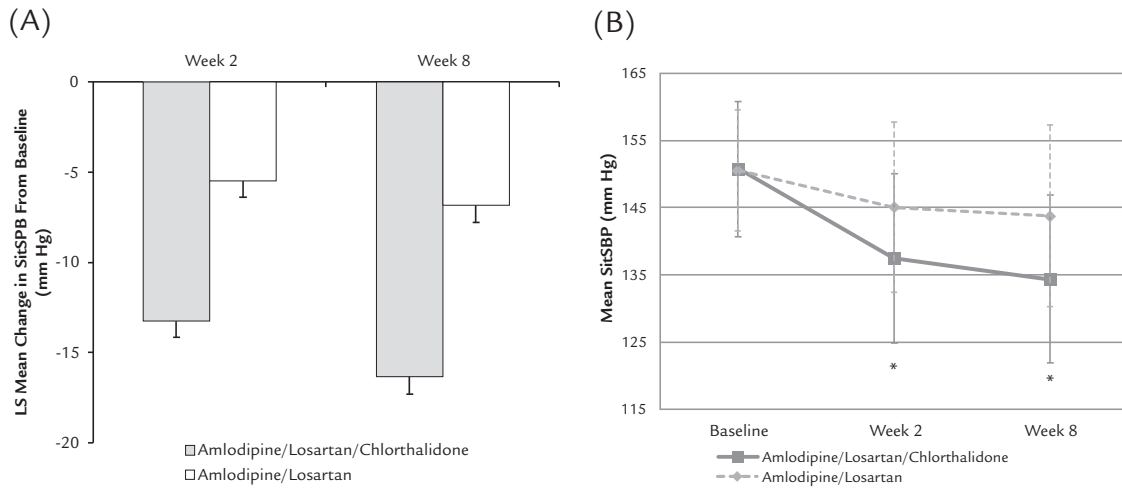 (A)
Week 2
Week 8
0
-5
-10
-15
-20
LS Mean Change in SitSPB From Baseline
(mm Hg)
Amlodipine/Losartan/Chlorthalidone
Amlodipine/Losartan
(B)
165
155
145
135
125
115
Mean SitSBP (mm Hg)
*
*
Baseline
Week 2
Week 8
Amlodipine/Losartan/Chlorthalidone
Amlodipine/Losartan